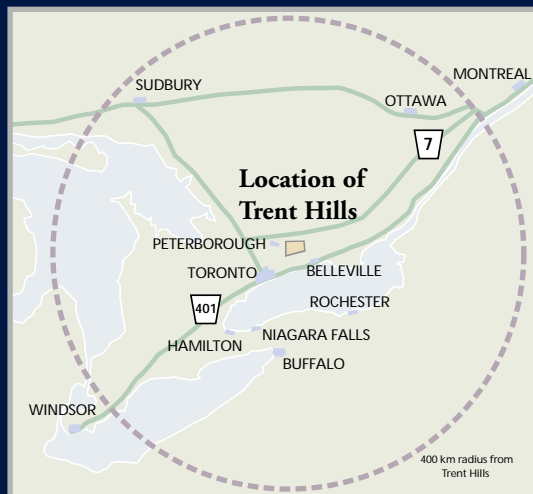 MONTREAL
SUDBURY
OTTAWA
7
Location of
Trent Hills
PETERBOROUGH
TORONTO
BELLEVILLE
401
ROCHESTER
HAMILTON
NIAGARA FALLS
BUFFALO
WINDSOR
400 km radius from
Trent Hills